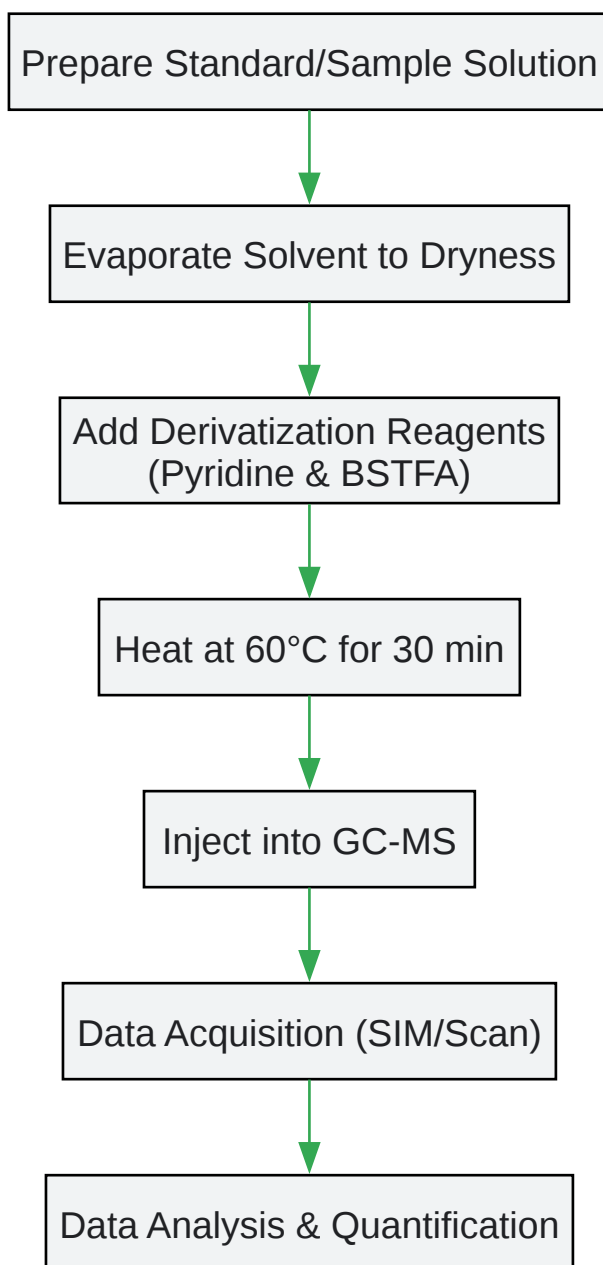 Prepare Standard/Sample Solution
Evaporate Solvent to Dryness
Add Derivatization Reagents
(Pyridine & BSTFA)
Heat at 60°C for 30 min
Inject into GC-MS
Data Acquisition (SIM/Scan)
Data Analysis & Quantification